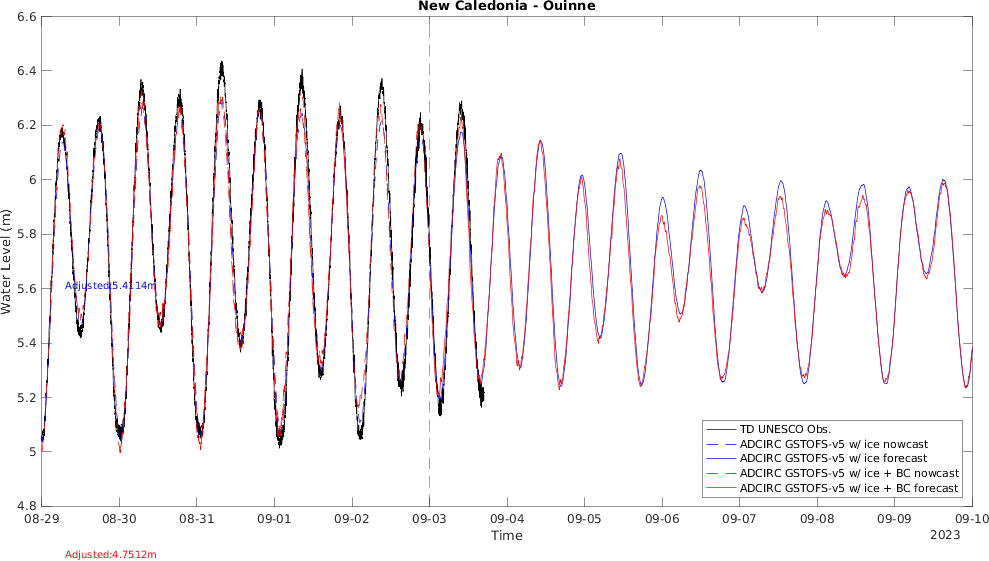 New Caledonia - Ouinne
6.6
6.4
6.2
6
5.8
5.6
5.4
5.2
5
4.8
Water Level (m)
Adjusted:5.4114m
TD UNESCO Obs.
ADCIRC GSTOFS-v5 w/ ice nowcast
ADCIRC GSTOFS-v5 w/ ice forecast
ADCIRC GSTOFS-v5 w/ ice + BC nowcast
ADCIRC GSTOFS-v5 w/ ice + BC forecast
08-29 08-30 08-31 09-01 09-02 09-03 09-04 09-05 09-06 09-07 09-08 09-09 09-10
Time
2023
Adjusted:4.7512m